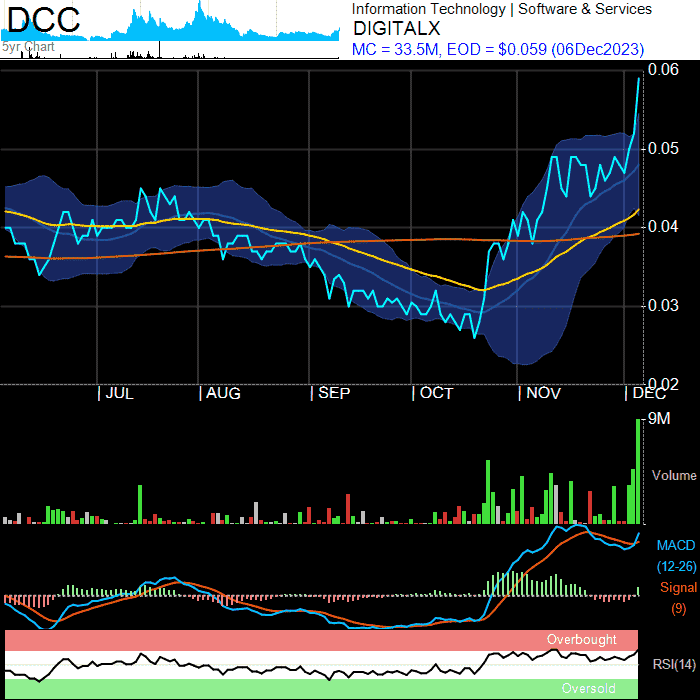 DCC
5yr Chart
Information Technology | Software & Services
DIGITALX
MC = 33.5M, EOD = $0.059 (06Dec2023)
0.06
0.05
0.04
0.03
0.02
| JUL | AUG | SEP | OCT | NOV | DEC
9M
Volume
MACD
(12-26)
Signal
(9)
Overbought
RSI(14)
Oversold